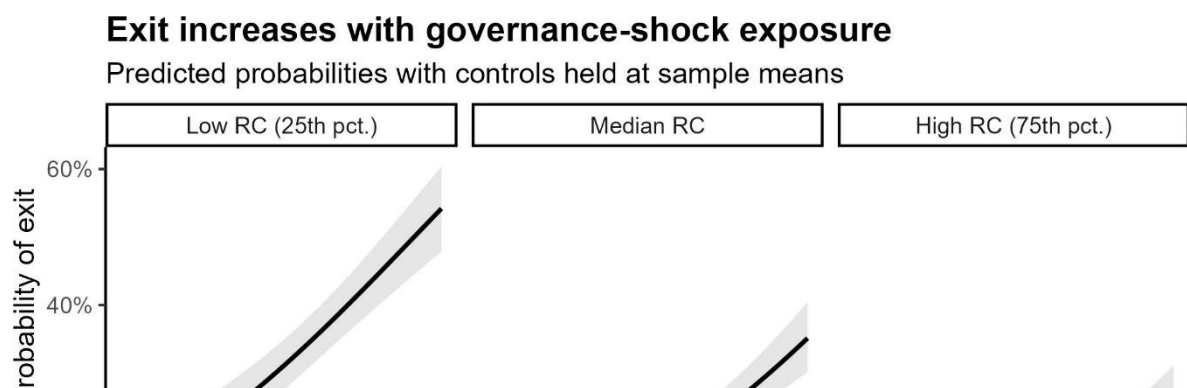 Exit increases with governance-shock exposure
Predicted probabilities with controls held at sample means
Low RC (25th pct.)
Median RC
High RC (75th pct.)
60%
40%
robability of exit